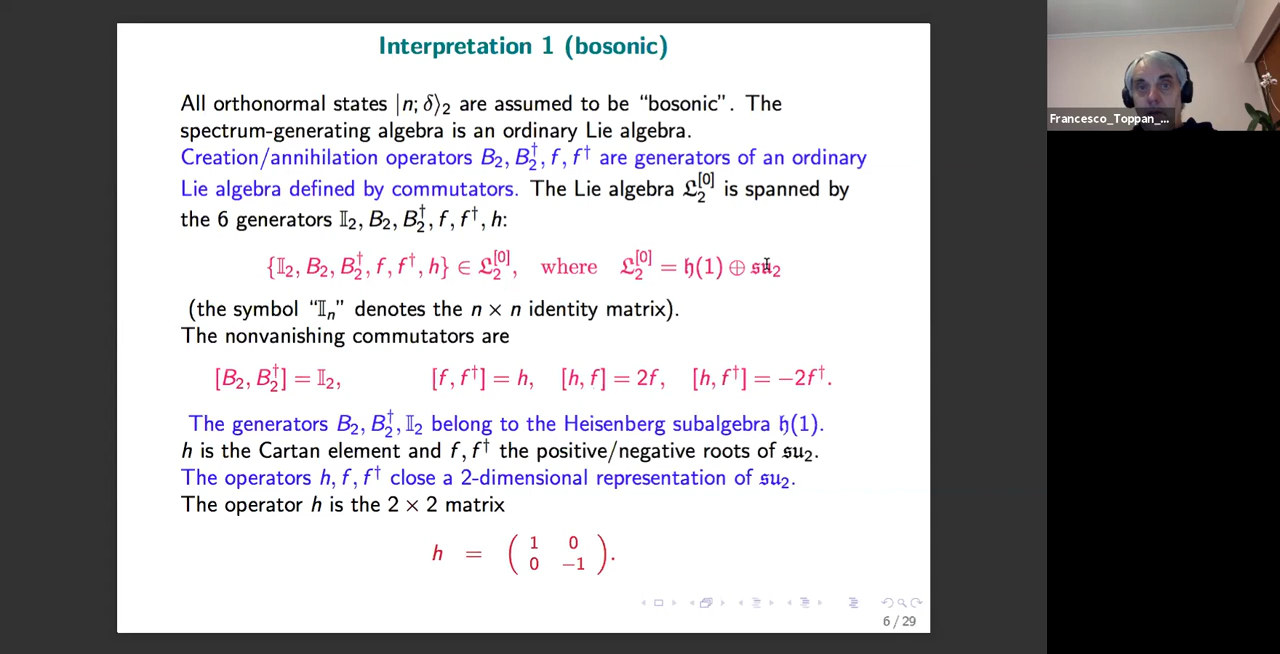 Interpretation 1 (bosonic)
All orthonormal states |n; δ⟩₂ are assumed to be “bosonic”. The
spectrum-generating algebra is an ordinary Lie algebra.
Creation/annihilation operators B₂, B₂†, f, f† are generators of an ordinary
Lie algebra defined by commutators. The Lie algebra 𝔏₂^[0] is spanned by
the 6 generators 𝕀₂, B₂, B₂†, f, f†, h:
{𝕀₂, B₂, B₂†, f, f†, h} ∈ 𝔏₂^[0], where 𝔏₂^[0] = 𝔥(1) ⊕ 𝔰𝔲₂
(the symbol “𝕀ₙ” denotes the n × n identity matrix).
The nonvanishing commutators are
[B₂, B₂†] = 𝕀₂, [f, f†] = h, [h, f] = 2f, [h, f†] = −2f†.
The generators B₂, B₂†, 𝕀₂ belong to the Heisenberg subalgebra 𝔥(1).
h is the Cartan element and f, f† the positive/negative roots of 𝔰𝔲₂.
The operators h, f, f† close a 2-dimensional representation of 𝔰𝔲₂.
The operator h is the 2 × 2 matrix
h = ( 1 0
0 −1 ).
6 / 29
Francesco_Toppan_...